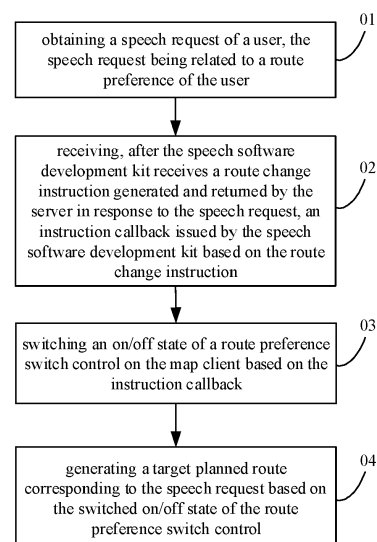 01
obtaining a speech request of a user, the
speech request being related to a route
preference of the user
02
receiving, after the speech software
development kit receives a route change
instruction generated and returned by the
server in response to the speech request, an
instruction callback issued by the speech
software development kit based on the route
change instruction
03
switching an on/off state of a route preference
switch control on the map client based on the
instruction callback
04
generating a target planned route
corresponding to the speech request based on
the switched on/off state of the route
preference switch control